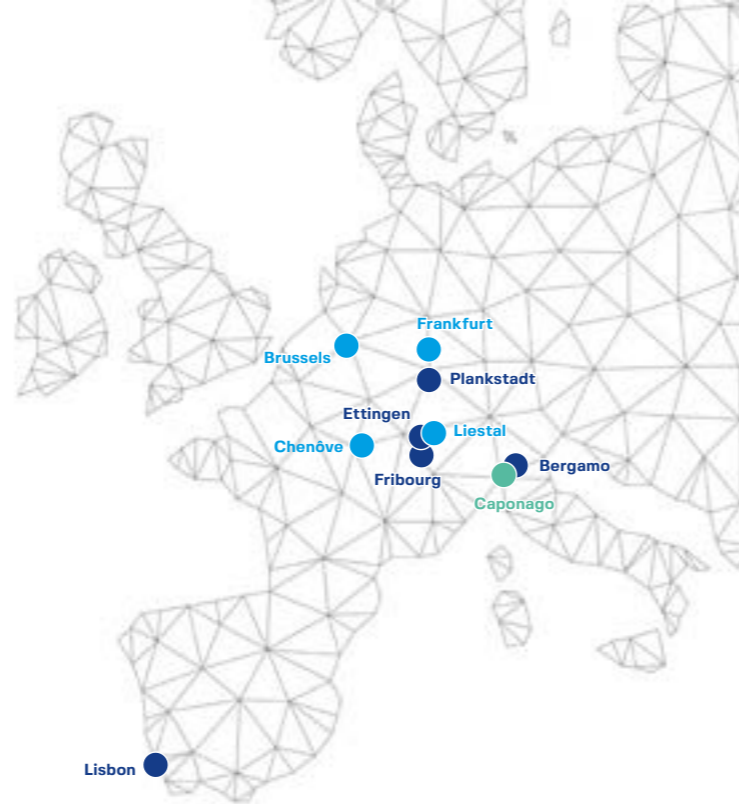 Frankfurt
Brussels
Plankstadt
Ettingen
Liestal
Chenôve
Bergamo
Fribourg
Caponago
Lisbon